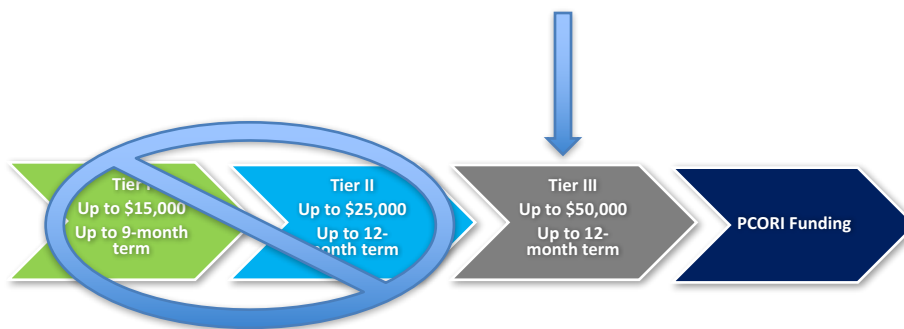 Tier I
Up to $15,000
Up to 9-month
term
Tier II
Up to $25,000
Up to 12-
month term
Tier III
Up to $50,000
Up to 12-
month term
PCORI Funding